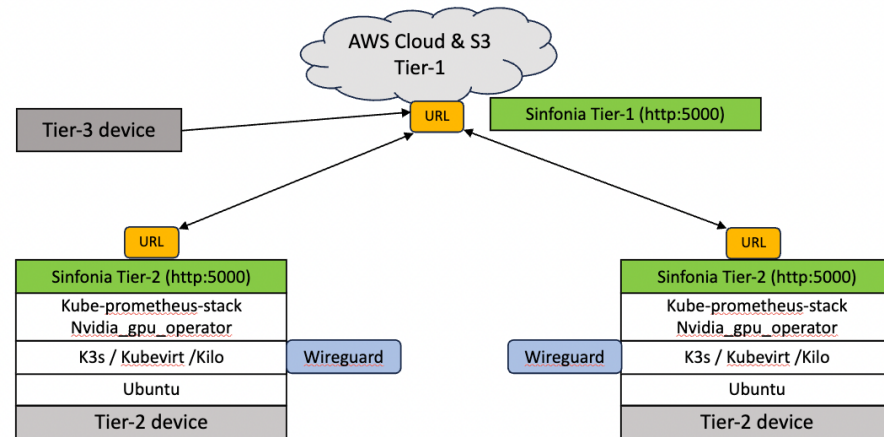 AWS Cloud & S3
Tier-1
URL
Sinfonia Tier-1 (http:5000)
Tier-3 device
URL
Sinfonia Tier-2 (http:5000)
Kube-prometheus-stack
Nvidia_gpu_operator
K3s / Kubevirt /Kilo
Wireguard
Ubuntu
Tier-2 device
URL
Sinfonia Tier-2 (http:5000)
Kube-prometheus-stack
Nvidia_gpu_operator
Wireguard
K3s / Kubevirt /Kilo
Ubuntu
Tier-2 device